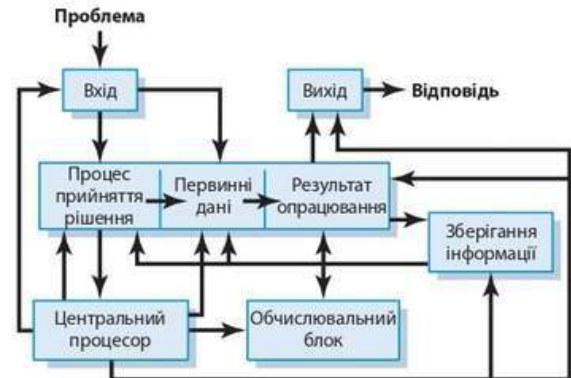 Проблема
Вхід
Вихід
Відповідь
Процес
прийняття
рішення
Первинні
дані
Результат
опрацювання
Зберігання
інформації
Центральний
процесор
Обчислювальний
блок